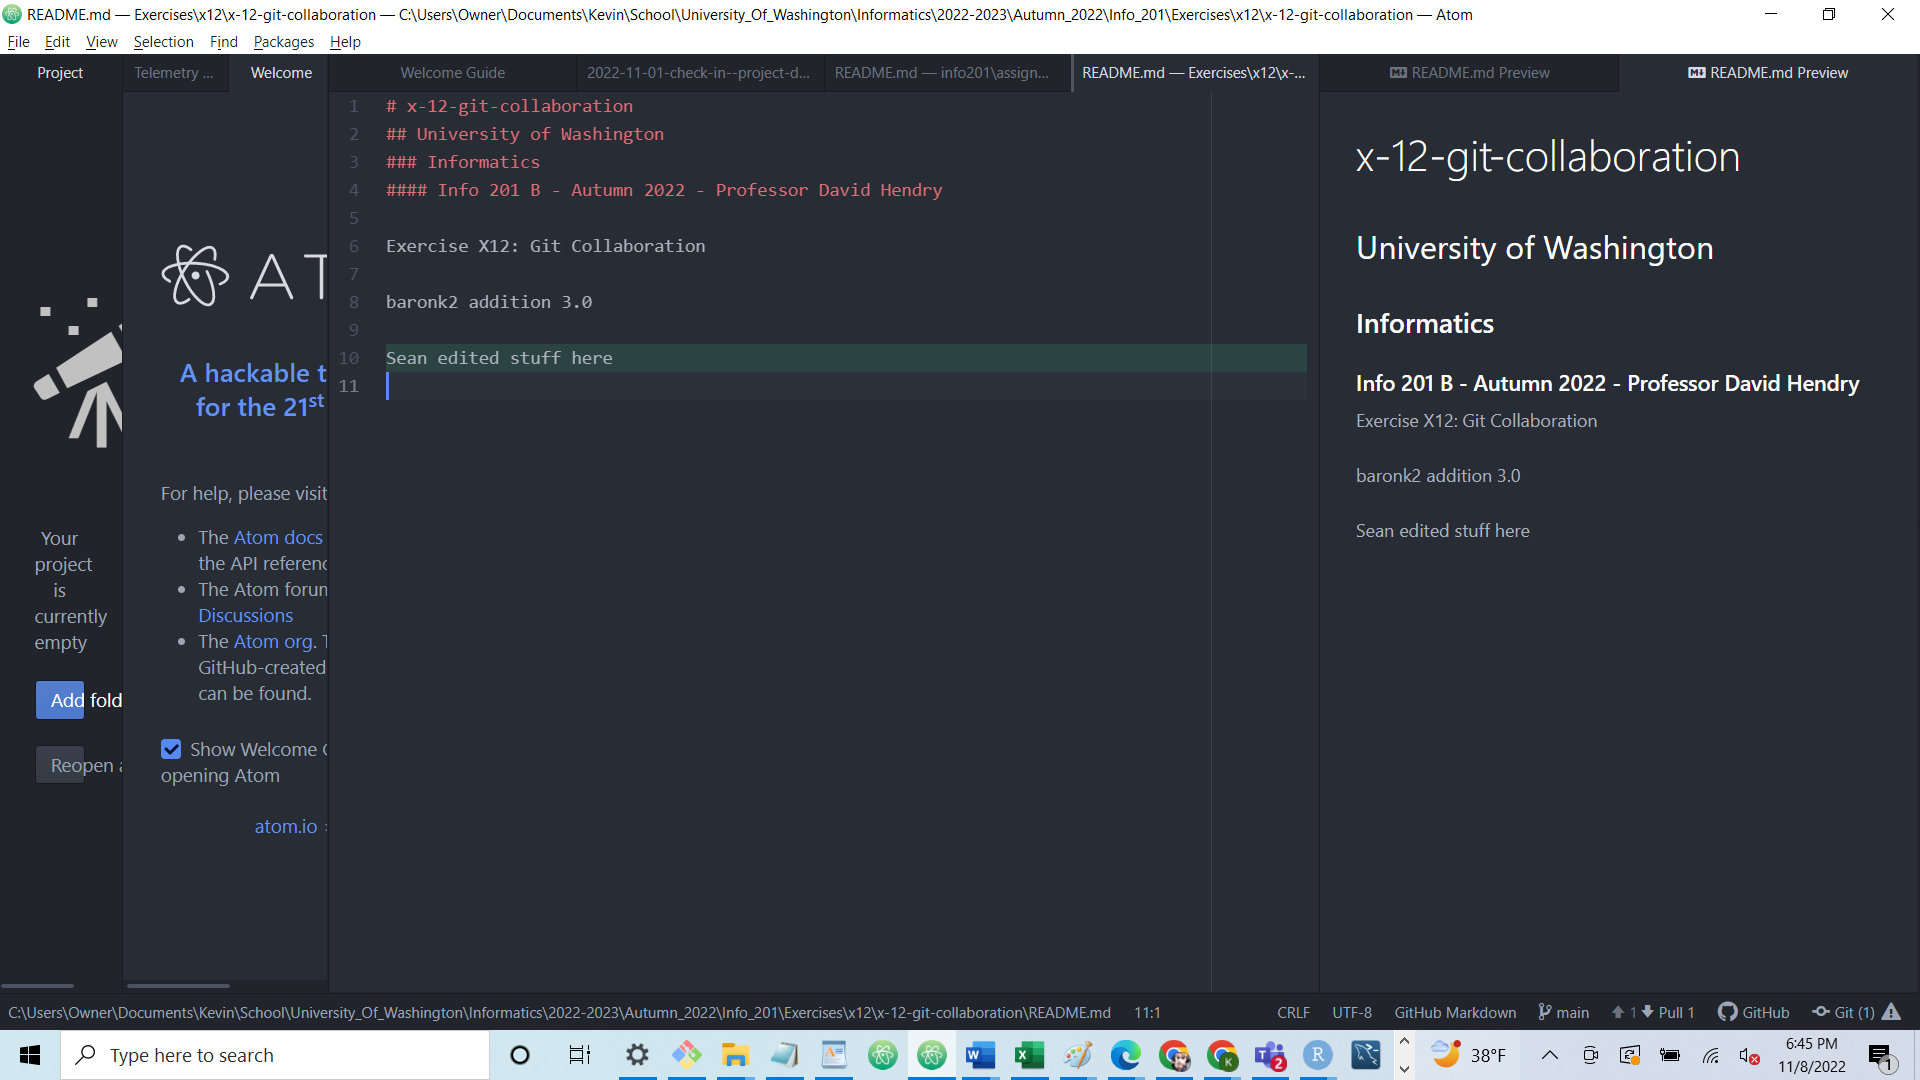 README.md — Exercises\x12\x-12-git-collaboration — C:\Users\Owner\Documents\Kevin\School\University_Of_Washington\Informatics\2022-2023\Autumn_2022\Info_201\Exercises\x12\x-12-git-collaboration — Atom
File Edit View Selection Find Packages Help
Project
Telemetry ...
Welcome
Welcome Guide
2022-11-01-check-in--project-d...
README.md — info201\assign...
README.md — Exercises\x12\x-...
README.md Preview
README.md Preview
Your
project
is
currently
empty
Add fold
Reopen a
AT
A hackable t
for the 21st
For help, please visit
The Atom docs
the API referenc
The Atom forum
Discussions
The Atom org. T
GitHub-created
can be found.
Show Welcome G
opening Atom
atom.io
1 # x-12-git-collaboration
2 ## University of Washington
3 ### Informatics
4 #### Info 201 B - Autumn 2022 - Professor David Hendry
5
6 Exercise X12: Git Collaboration
7
8 baronk2 addition 3.0
9
10 Sean edited stuff here
11
x-12-git-collaboration
University of Washington
Informatics
Info 201 B - Autumn 2022 - Professor David Hendry
Exercise X12: Git Collaboration
baronk2 addition 3.0
Sean edited stuff here
C:\Users\Owner\Documents\Kevin\School\University_Of_Washington\Informatics\2022-2023\Autumn_2022\Info_201\Exercises\x12\x-12-git-collaboration\README.md 11:1 CRLF UTF-8 GitHub Markdown main 1 Pull 1 GitHub Git (1)
Type here to search
2
38°F
6:45 PM
11/8/2022
1